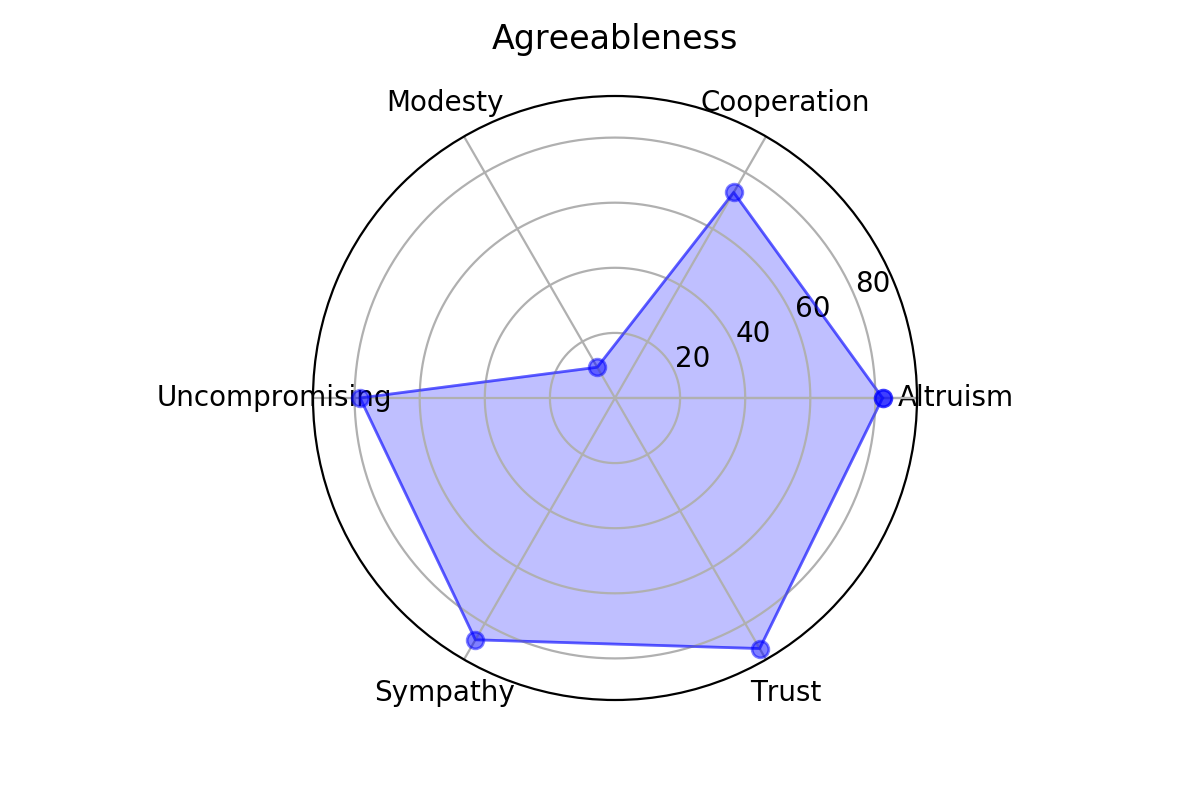 Agreeableness
Modesty
Cooperation
80
60
40
20
Uncompromising
Altruism
Sympathy
Trust